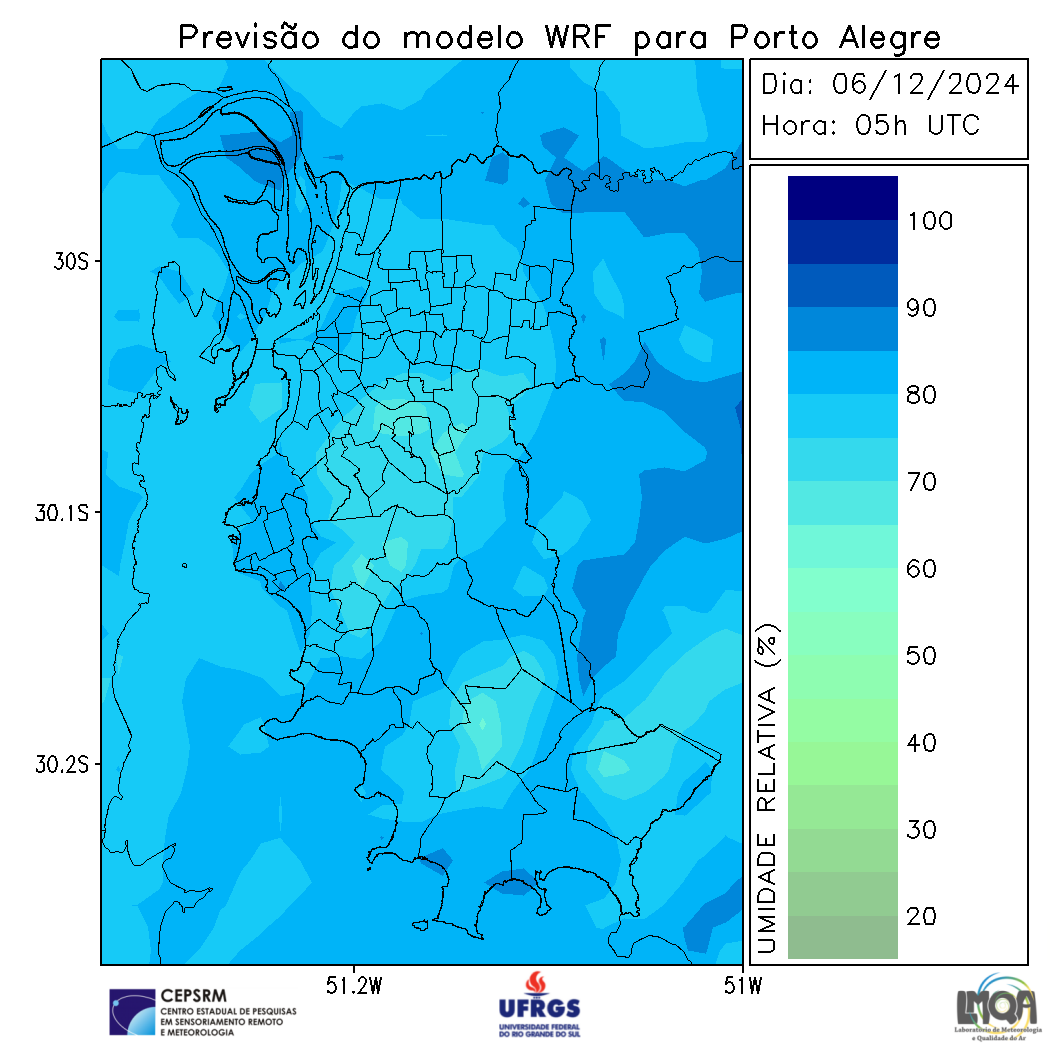 Previsão do modelo WRF para Porto Alegre
Dia: 06/12/2024
Hora: 05h UTC
30S
30.1S
30.2S
51.2W
51W
100
90
80
70
60
50
40
30
20
UMIDADE RELATIVA (%)
CEPSRM
CENTRO ESTADUAL DE PESQUISAS
EM SENSORIAMENTO REMOTO
E METEOROLOGIA
UFRGS
UNIVERSIDADE FEDERAL
DO RIO GRANDE DO SUL
LMQA
Laboratório de Meteorologia
e Qualidade do Ar